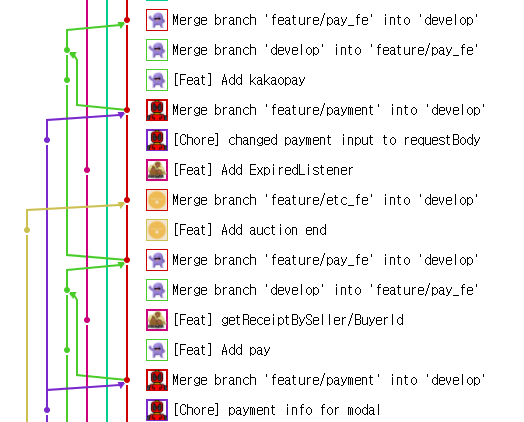 Merge branch 'feature/pay_fe' into 'develop'
Merge branch 'develop' into 'feature/pay_fe'
[Feat] Add kakaopay
Merge branch 'feature/payment' into 'develop'
[Chore] changed payment input to requestBody
[Feat] Add ExpiredListener
Merge branch 'feature/etc_fe' into 'develop'
[Feat] Add auction end
Merge branch 'feature/pay_fe' into 'develop'
Merge branch 'develop' into 'feature/pay_fe'
[Feat] getReceiptBySeller/BuyerId
[Feat] Add pay
Merge branch 'feature/payment' into 'develop'
[Chore] payment info for modal